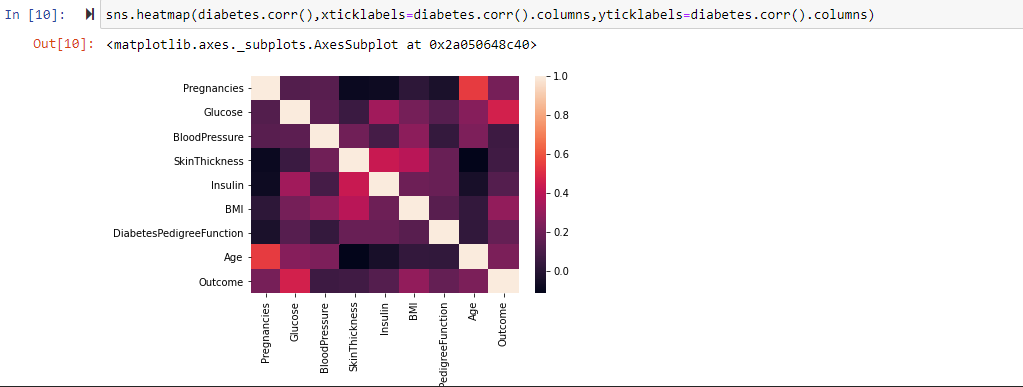 In [10]: sns.heatmap(diabetes.corr(),xticklabels=diabetes.corr().columns,yticklabels=diabetes.corr().columns)
Out[10]: <matplotlib.axes._subplots.AxesSubplot at 0x2a050648c40>
Pregnancies
Glucose
BloodPressure
SkinThickness
Insulin
BMI
DiabetesPedigreeFunction
Age
Outcome
1.0
0.8
0.6
0.4
0.2
0.0
Pregnancies
Glucose
BloodPressure
SkinThickness
Insulin
BMI
PedigreeFunction
Age
Outcome